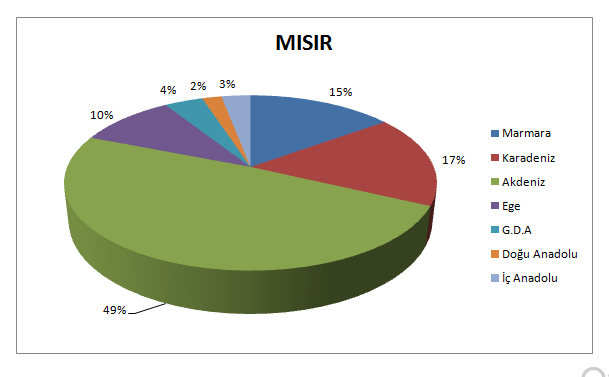 MISIR
4%
2%
3%
15%
10%
17%
49%
Marmara
Karadeniz
Akdeniz
Ege
G.D.A
Doğu Anadolu
İç Anadolu